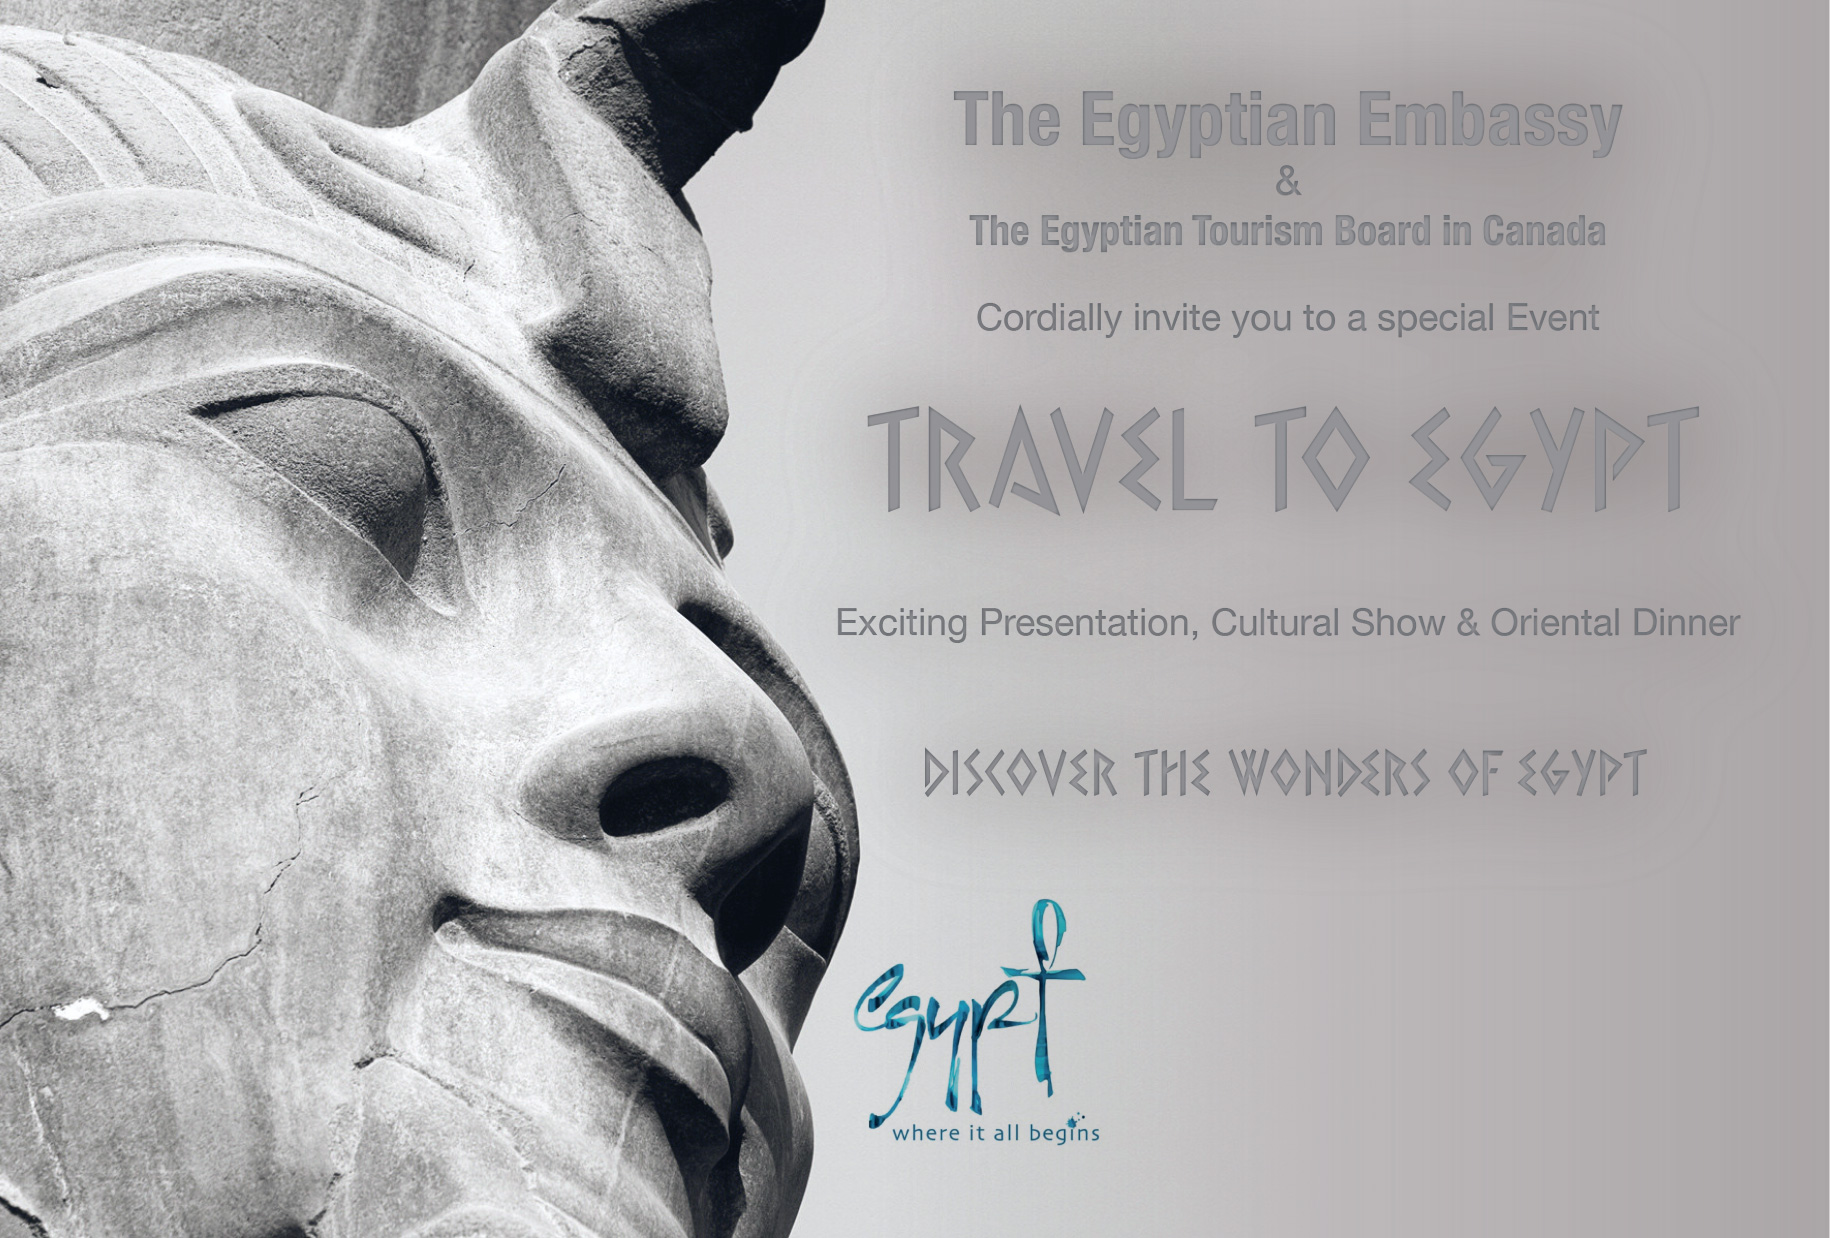 The Egyptian Embassy
&
The Egyptian Tourism Board in Canada
Cordially invite you to a special Event
TRAVEL TO EGYPT
Exciting Presentation, Cultural Show & Oriental Dinner
DISCOVER THE WONDERS OF EGYPT
egypt
where it all begins